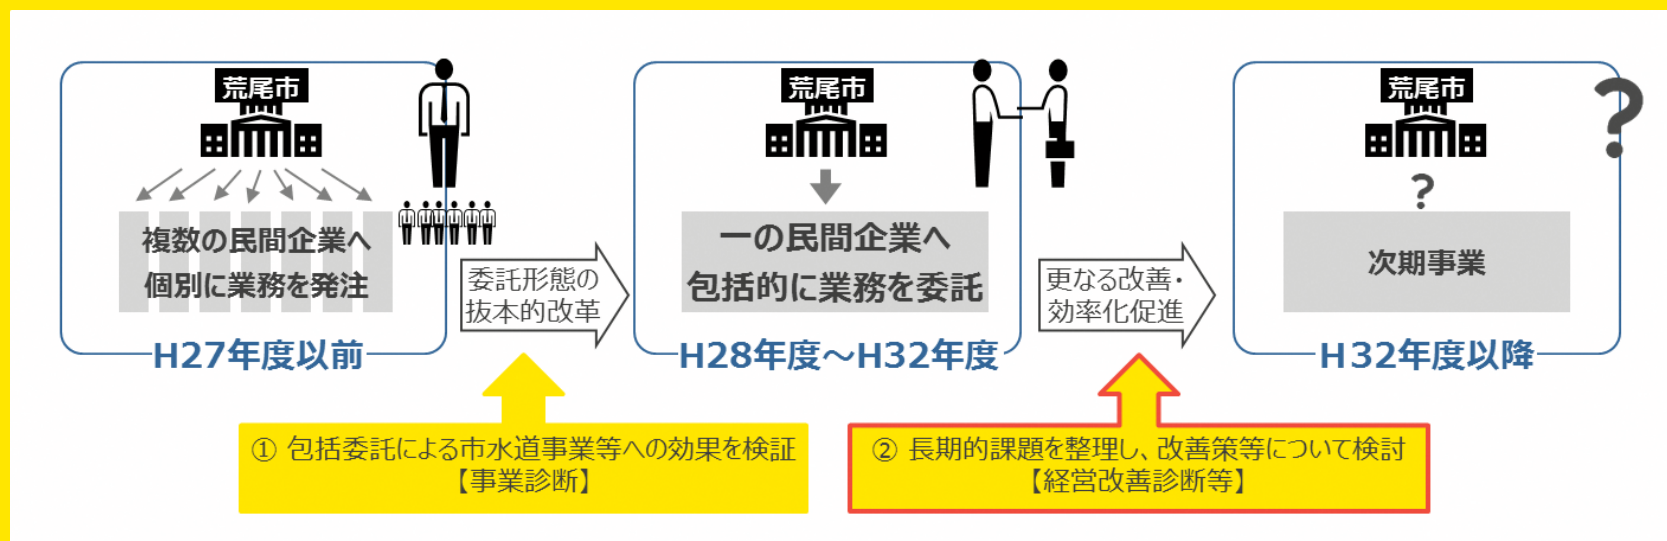 荒尾市
複数の民間企業へ
個別に業務を発注
H27年度以前
委託形態の
抜本的改革
荒尾市
一の民間企業へ
包括的に業務を委託
H28年度～H32年度
更なる改善・
効率化促進
荒尾市
?
?
次期事業
H32年度以降
① 包括委託による市水道事業等への効果を検証
【事業診断】
② 長期的課題を整理し、改善策等について検討
【経営改善診断等】